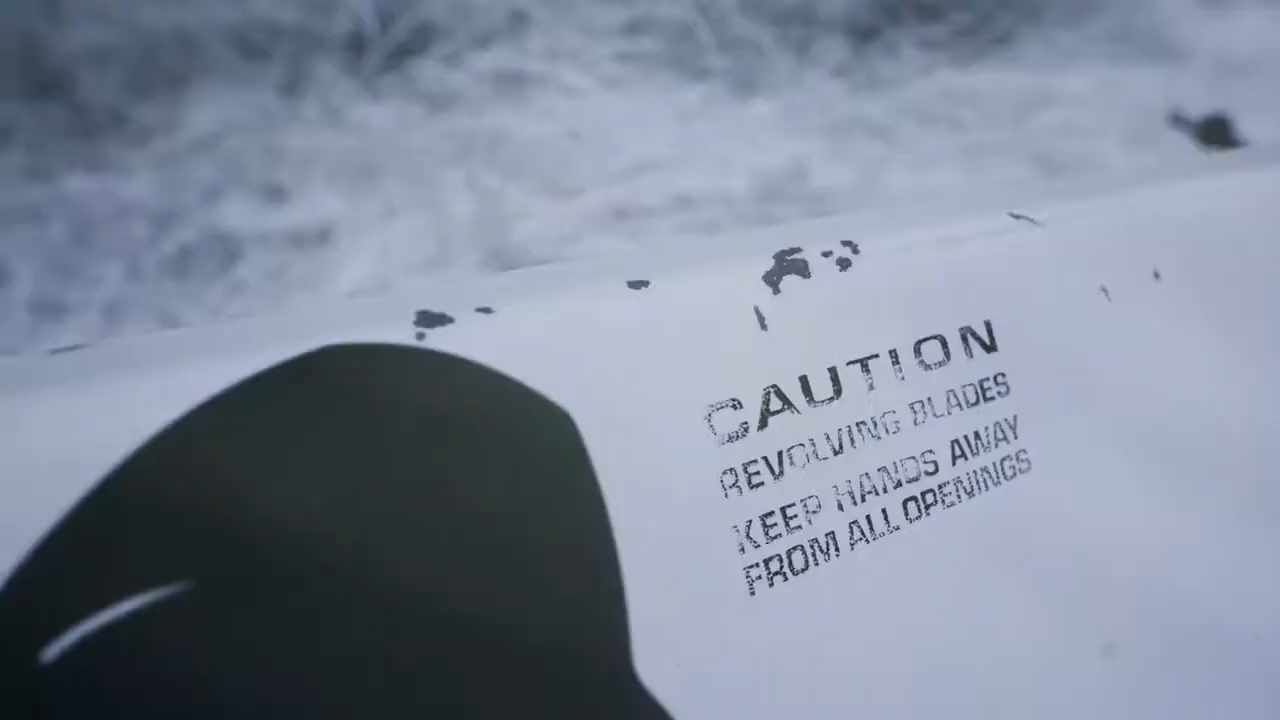 CAUTION
REVOLVING BLADES
KEEP HANDS AWAY
FROM ALL OPENINGS